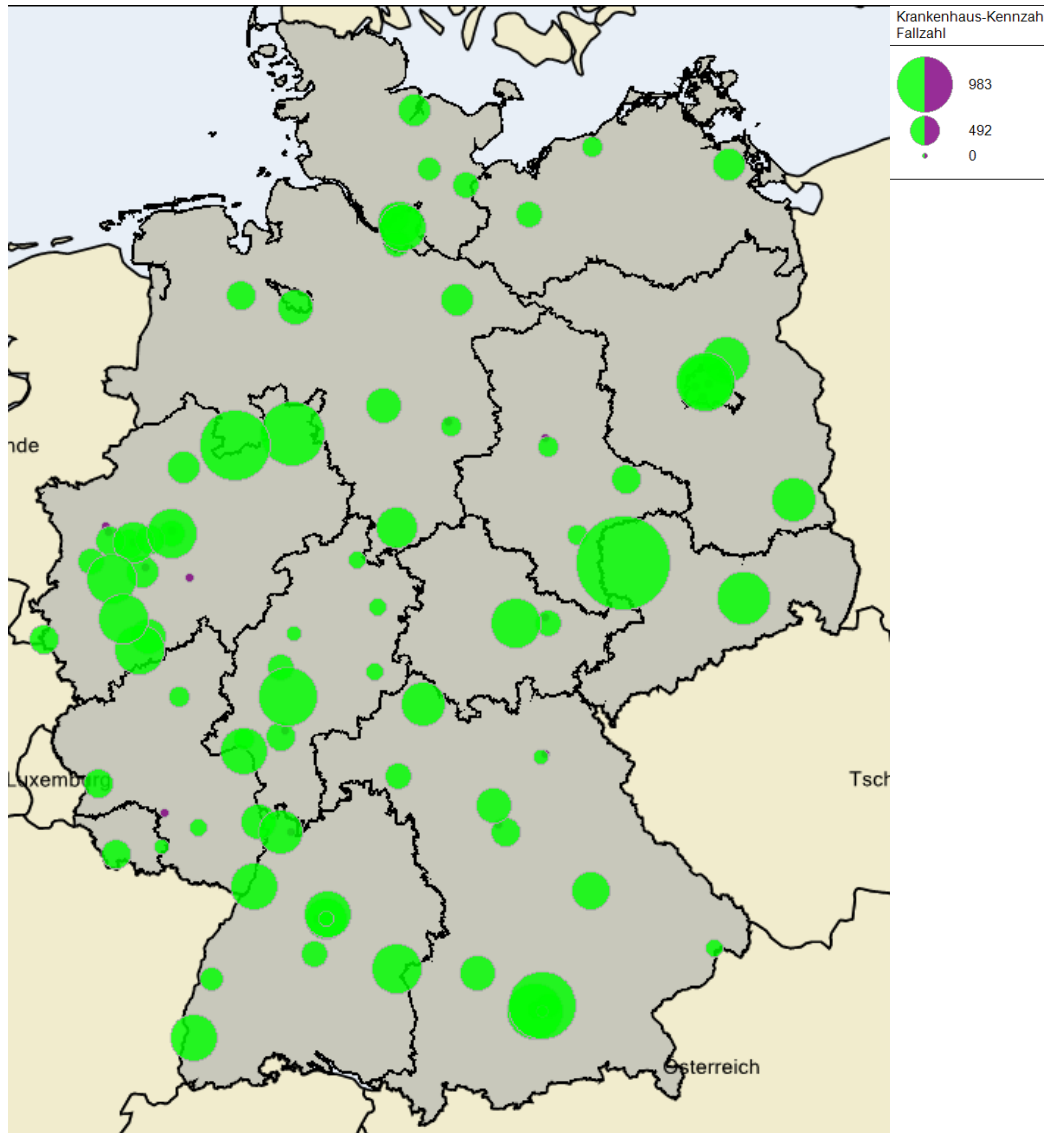 Krankenhaus-Kennzah
Fallzahl
983
492
0
nde
Luxemburg
Tsch
Österreich